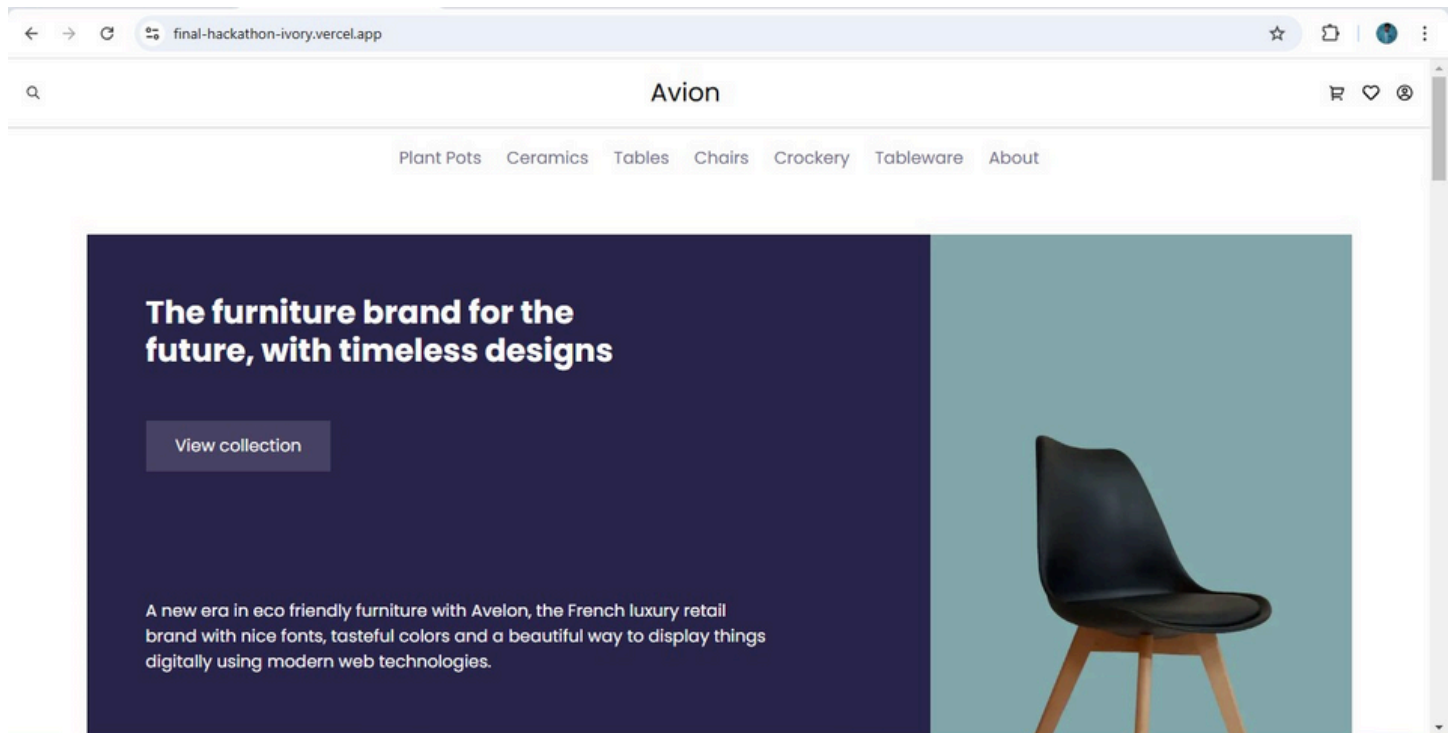 final-hackathon-ivory.vercel.app
Avion
Plant Pots Ceramics Tables Chairs Crockery Tableware About
The furniture brand for the
future, with timeless designs
View collection
A new era in eco friendly furniture with Avelon, the French luxury retail
brand with nice fonts, tasteful colors and a beautiful way to display things
digitally using modern web technologies.